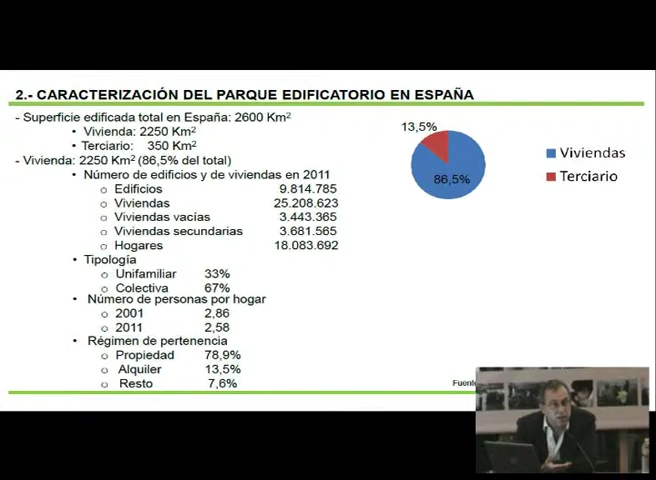 2.- CARACTERIZACIÓN DEL PARQUE EDIFICATORIO EN ESPAÑA
- Superficie edificada total en España: 2600 Km²
• Vivienda: 2250 Km²
• Terciario: 350 Km²
- Vivienda: 2250 Km² (86,5% del total)
• Número de edificios y de viviendas en 2011
o Edificios 9.814.785
o Viviendas 25.208.623
o Viviendas vacías 3.443.365
o Viviendas secundarias 3.681.565
o Hogares 18.083.692
• Tipología
o Unifamiliar 33%
o Colectiva 67%
• Número de personas por hogar
o 2001 2,86
o 2011 2,58
• Régimen de pertenencia
o Propiedad 78,9%
o Alquiler 13,5%
o Resto 7,6%
13,5%
86,5%
Viviendas
Terciario
Fuente